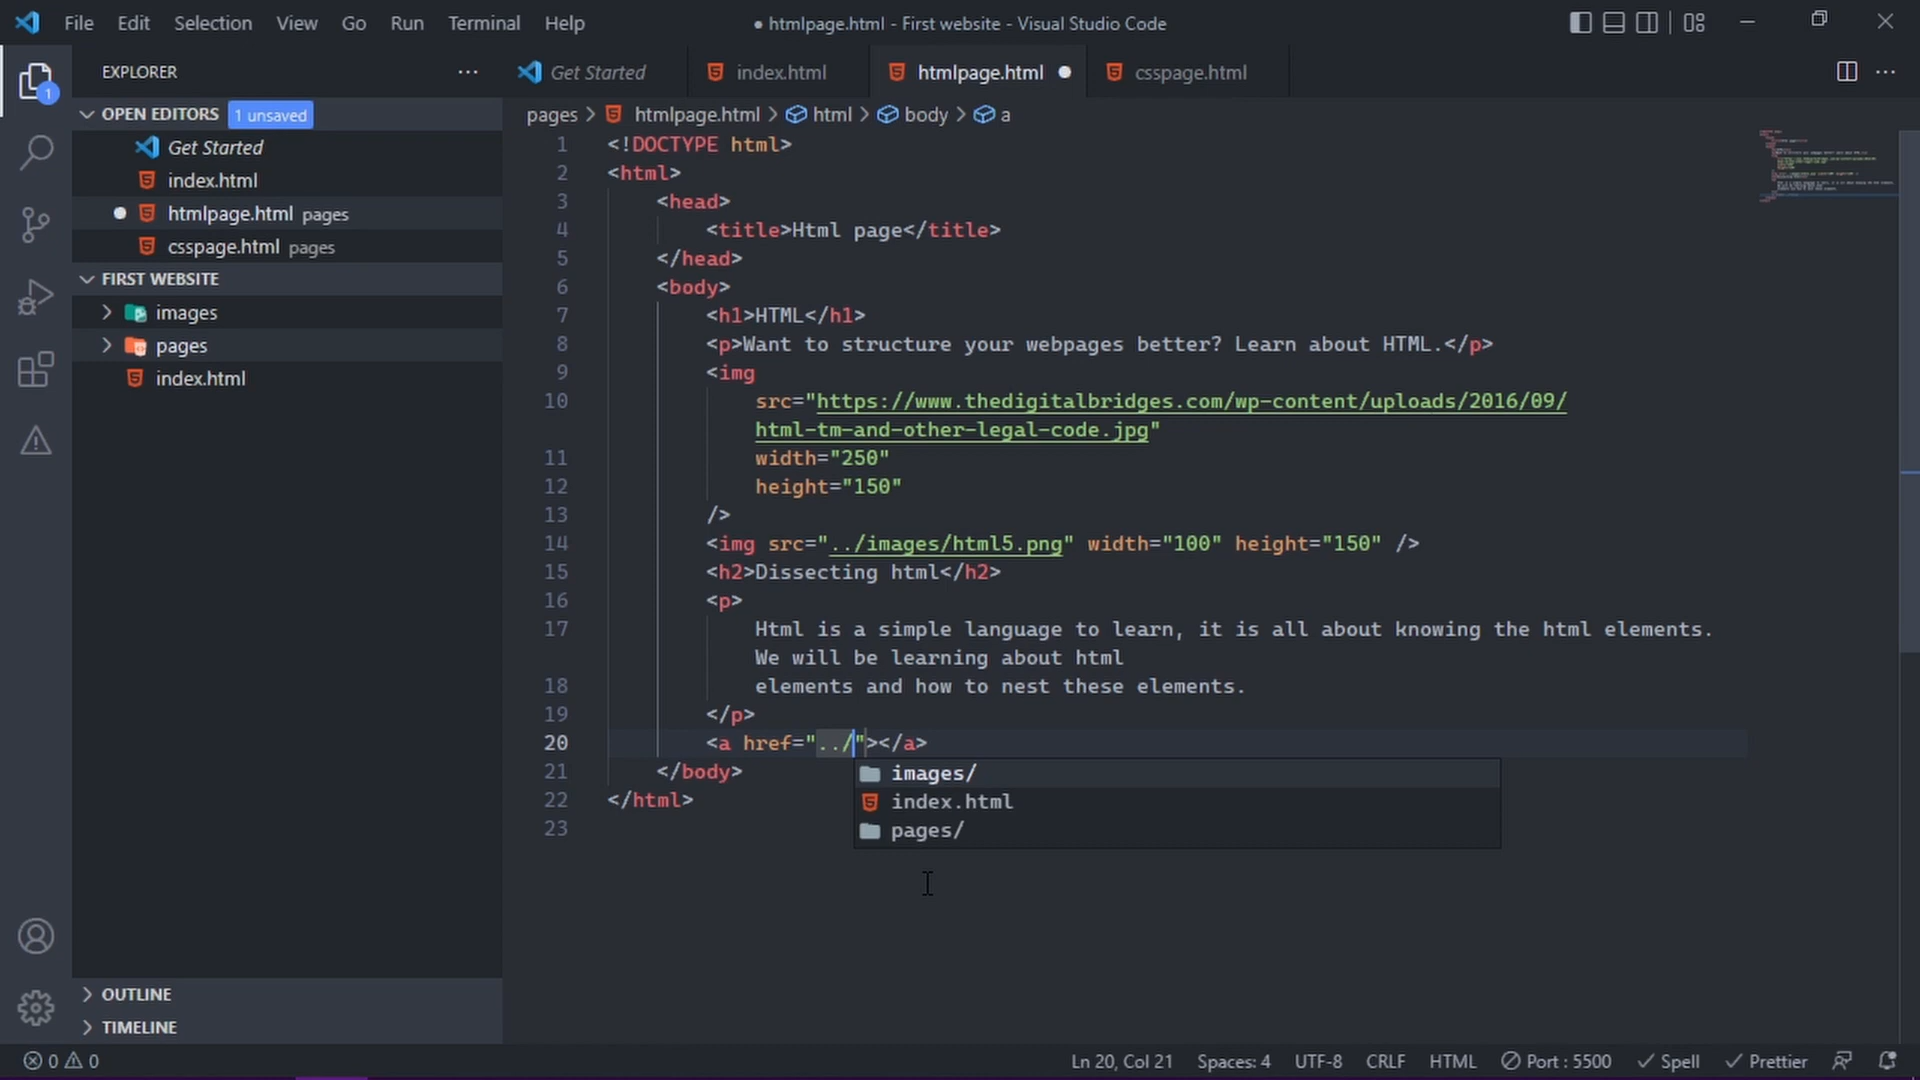 File Edit Selection View Go Run Terminal Help
● htmlpage.html - First website - Visual Studio Code
EXPLORER
Get Started
index.html
htmlpage.html
csspage.html
1
OPEN EDITORS 1 unsaved
Get Started
index.html
htmlpage.html pages
csspage.html pages
FIRST WEBSITE
images
pages
index.html
OUTLINE
TIMELINE
pages > htmlpage.html > html > body > a
1 <!DOCTYPE html>
2 <html>
3 <head>
4 <title>Html page</title>
5 </head>
6 <body>
7 <h1>HTML</h1>
8 <p>Want to structure your webpages better? Learn about HTML.</p>
9 <img
10 src="https://www.thedigitalbridges.com/wp-content/uploads/2016/09/
html-tm-and-other-legal-code.jpg"
11 width="250"
12 height="150"
13 />
14 <img src="../images/html5.png" width="100" height="150" />
15 <h2>Dissecting html</h2>
16 <p>
17 Html is a simple language to learn, it is all about knowing the html elements.
We will be learning about html
18 elements and how to nest these elements.
19 </p>
20 <a href="../"></a>
21 </body>
22 </html>
23
images/
index.html
pages/
0 0
Ln 20, Col 21 Spaces: 4 UTF-8 CRLF HTML Port : 5500 Spell Prettier